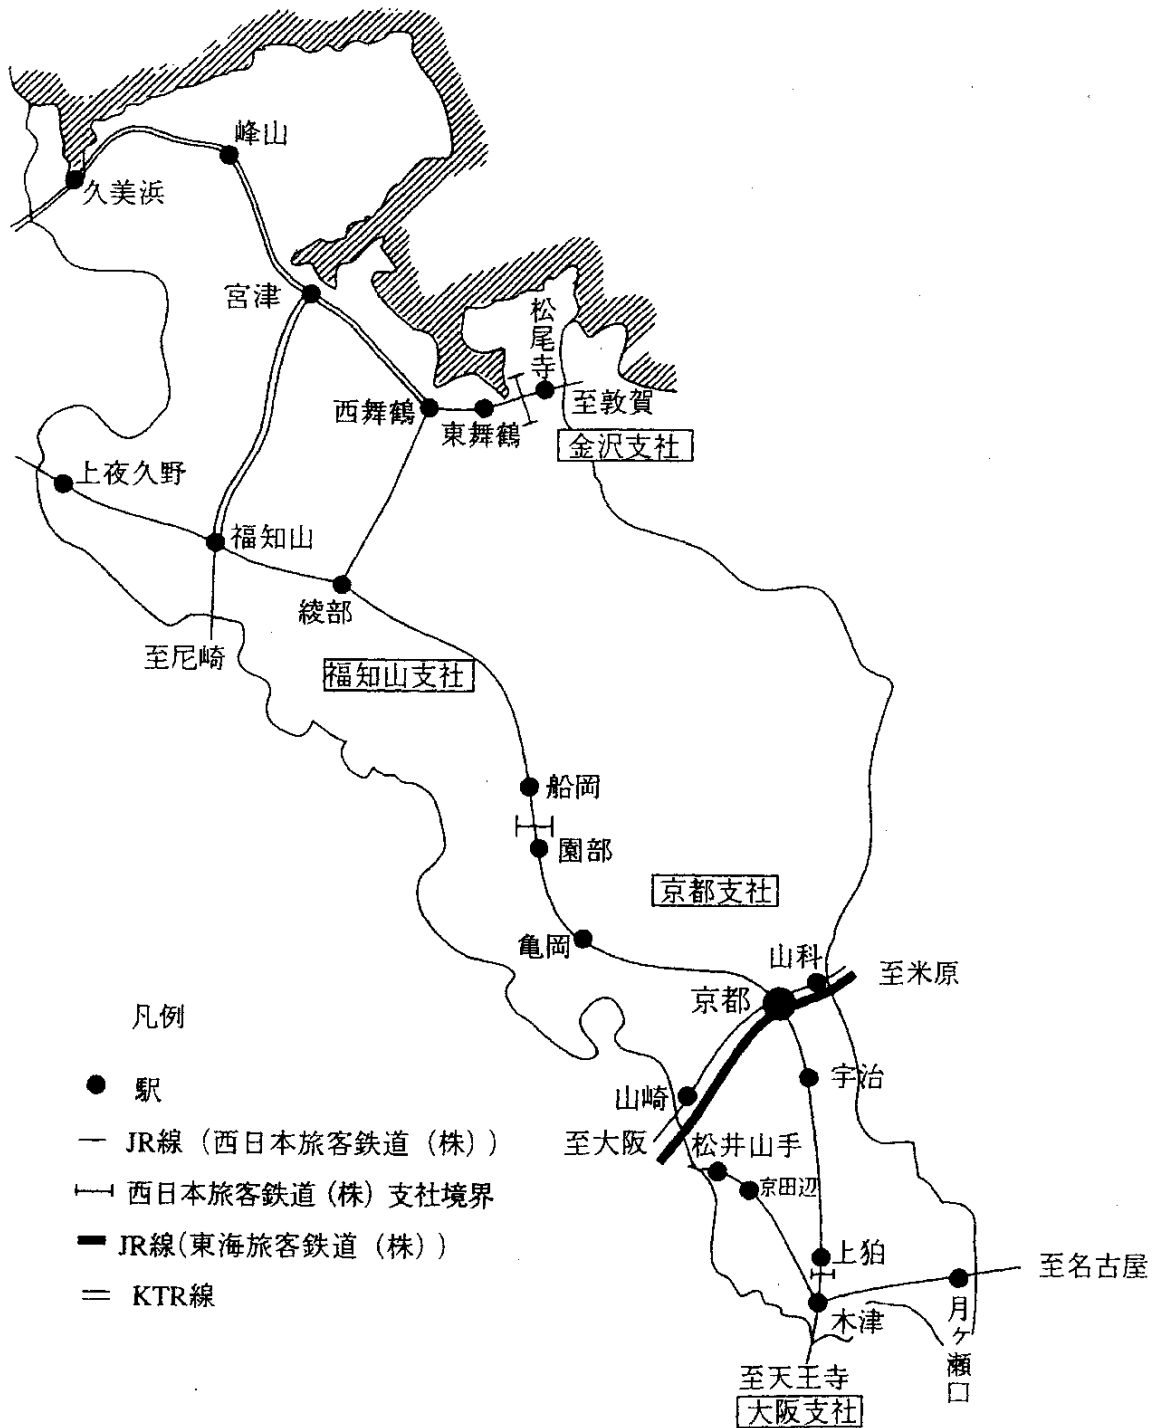 峰山
久美浜
宮津
松尾寺
西舞鶴
東舞鶴
至敦賀
金沢支社
上夜久野
福知山
綾部
至尼崎
福知山支社
船岡
園部
京都支社
亀岡
山科
至米原
京都
宇治
山崎
至大阪
松井山手
京田辺
上狛
至名古屋
木津
月ヶ瀬口
至天王寺
大阪支社
凡例
駅
JR線（西日本旅客鉄道（株））
西日本旅客鉄道（株）支社境界
JR線(東海旅客鉄道（株）)
KTR線